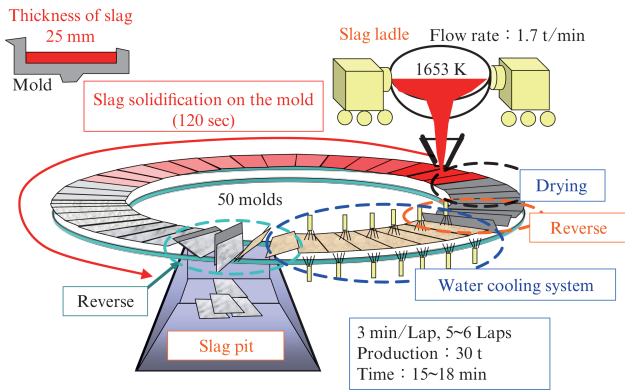 Thickness of slag
25 mm
Mold
Slag ladle
Flow rate：1.7 t/min
1653 K
Slag solidification on the mold
(120 sec)
50 molds
Drying
Reverse
Water cooling system
Reverse
Slag pit
3 min/Lap, 5~6 Laps
Production：30 t
Time：15~18 min